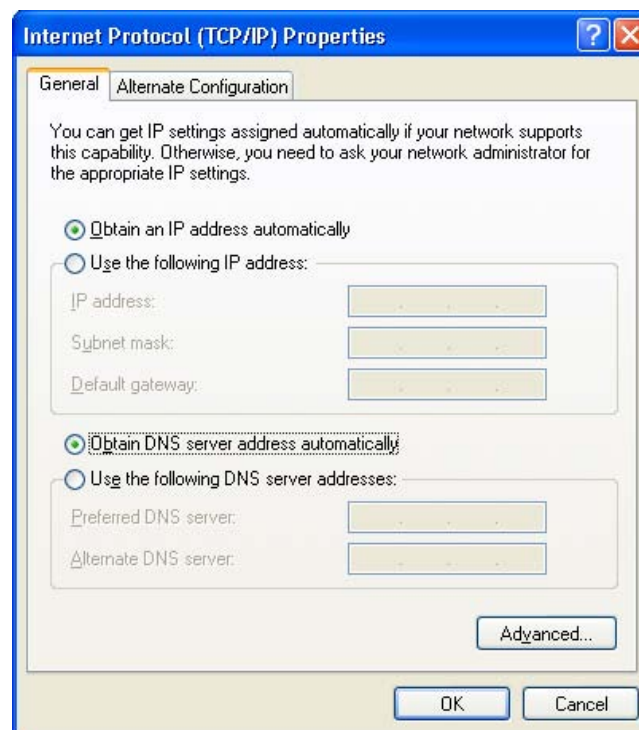 Internet Protocol (TCP/IP) Properties
General
Alternate Configuration
You can get IP settings assigned automatically if your network supports
this capability. Otherwise, you need to ask your network administrator for
the appropriate IP settings.
Obtain an IP address automatically
Use the following IP address:
IP address:
Subnet mask:
Default gateway:
Obtain DNS server address automatically
Use the following DNS server addresses:
Preferred DNS server:
Alternate DNS server:
Advanced...
OK
Cancel